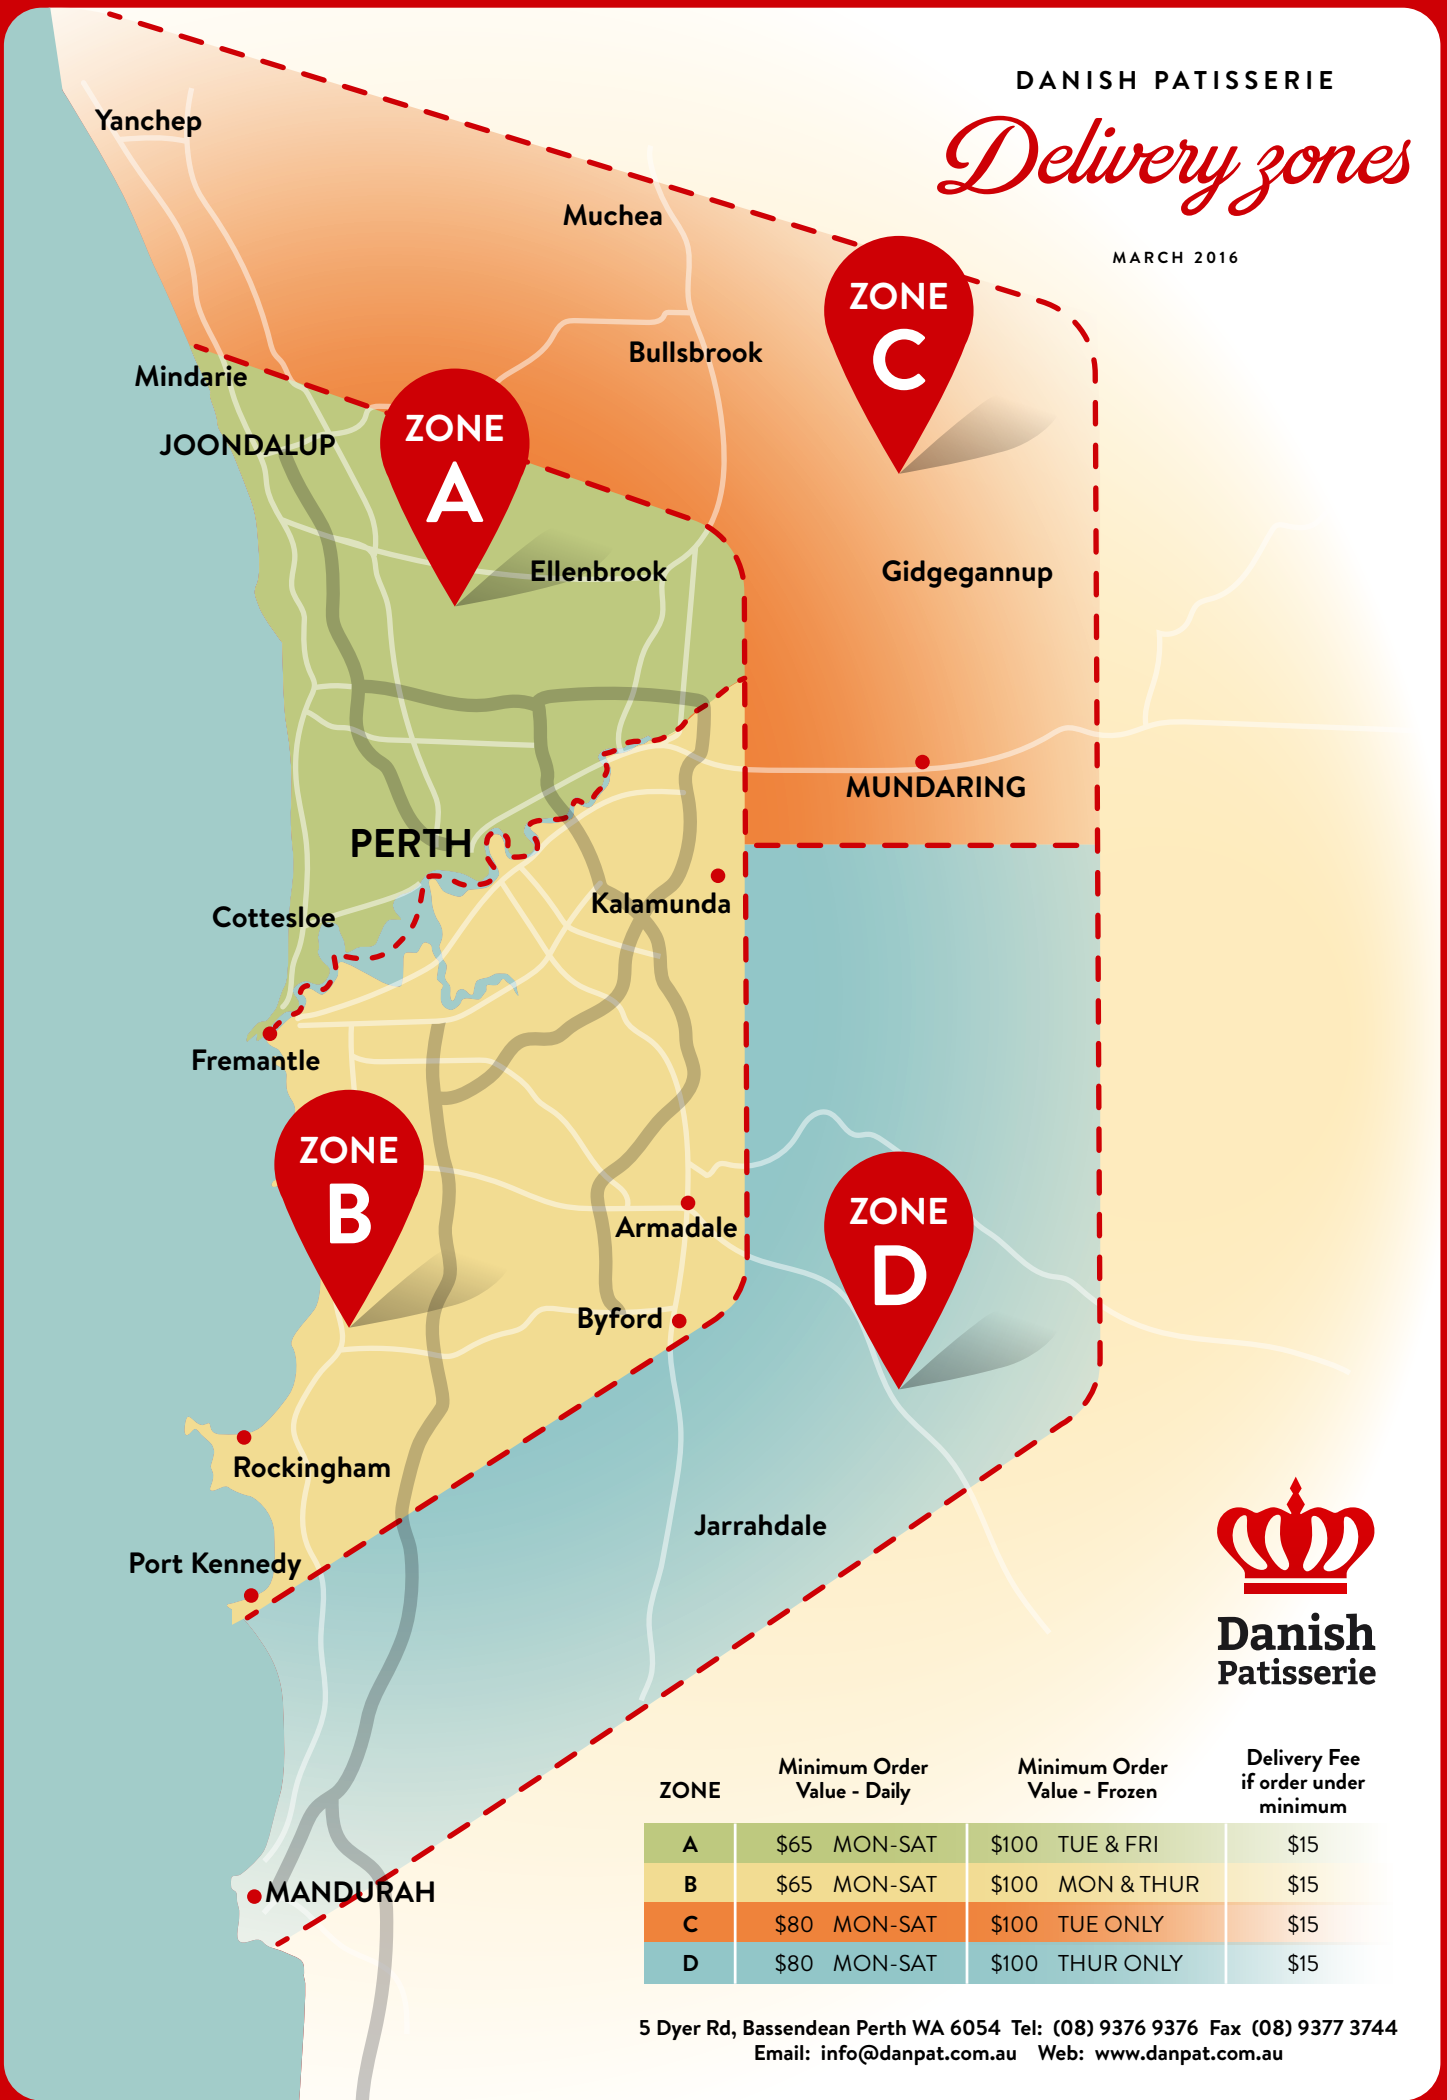 DANISH PATISSERIE
Delivery zones
MARCH 2016
Yanchep
Muchea
ZONE
C
Bullsbrook
Mindarie
JOONDALUP
ZONE
A
Ellenbrook
Gidgegannup
MUNDARING
PERTH
Kalamunda
Cottesloe
Fremantle
ZONE
B
ZONE
D
Armadale
Byford
Rockingham
Jarrahdale
Port Kennedy
MANDURAH
Danish
Patisserie
ZONE Minimum Order Value - Daily Minimum Order Value - Frozen Delivery Fee if order under minimum
A $65 MON-SAT $100 TUE & FRI $15
B $65 MON-SAT $100 MON & THUR $15
C $80 MON-SAT $100 TUE ONLY $15
D $80 MON-SAT $100 THUR ONLY $15
5 Dyer Rd, Bassendean Perth WA 6054 Tel: (08) 9376 9376 Fax (08) 9377 3744
Email: info@danpat.com.au Web: www.danpat.com.au